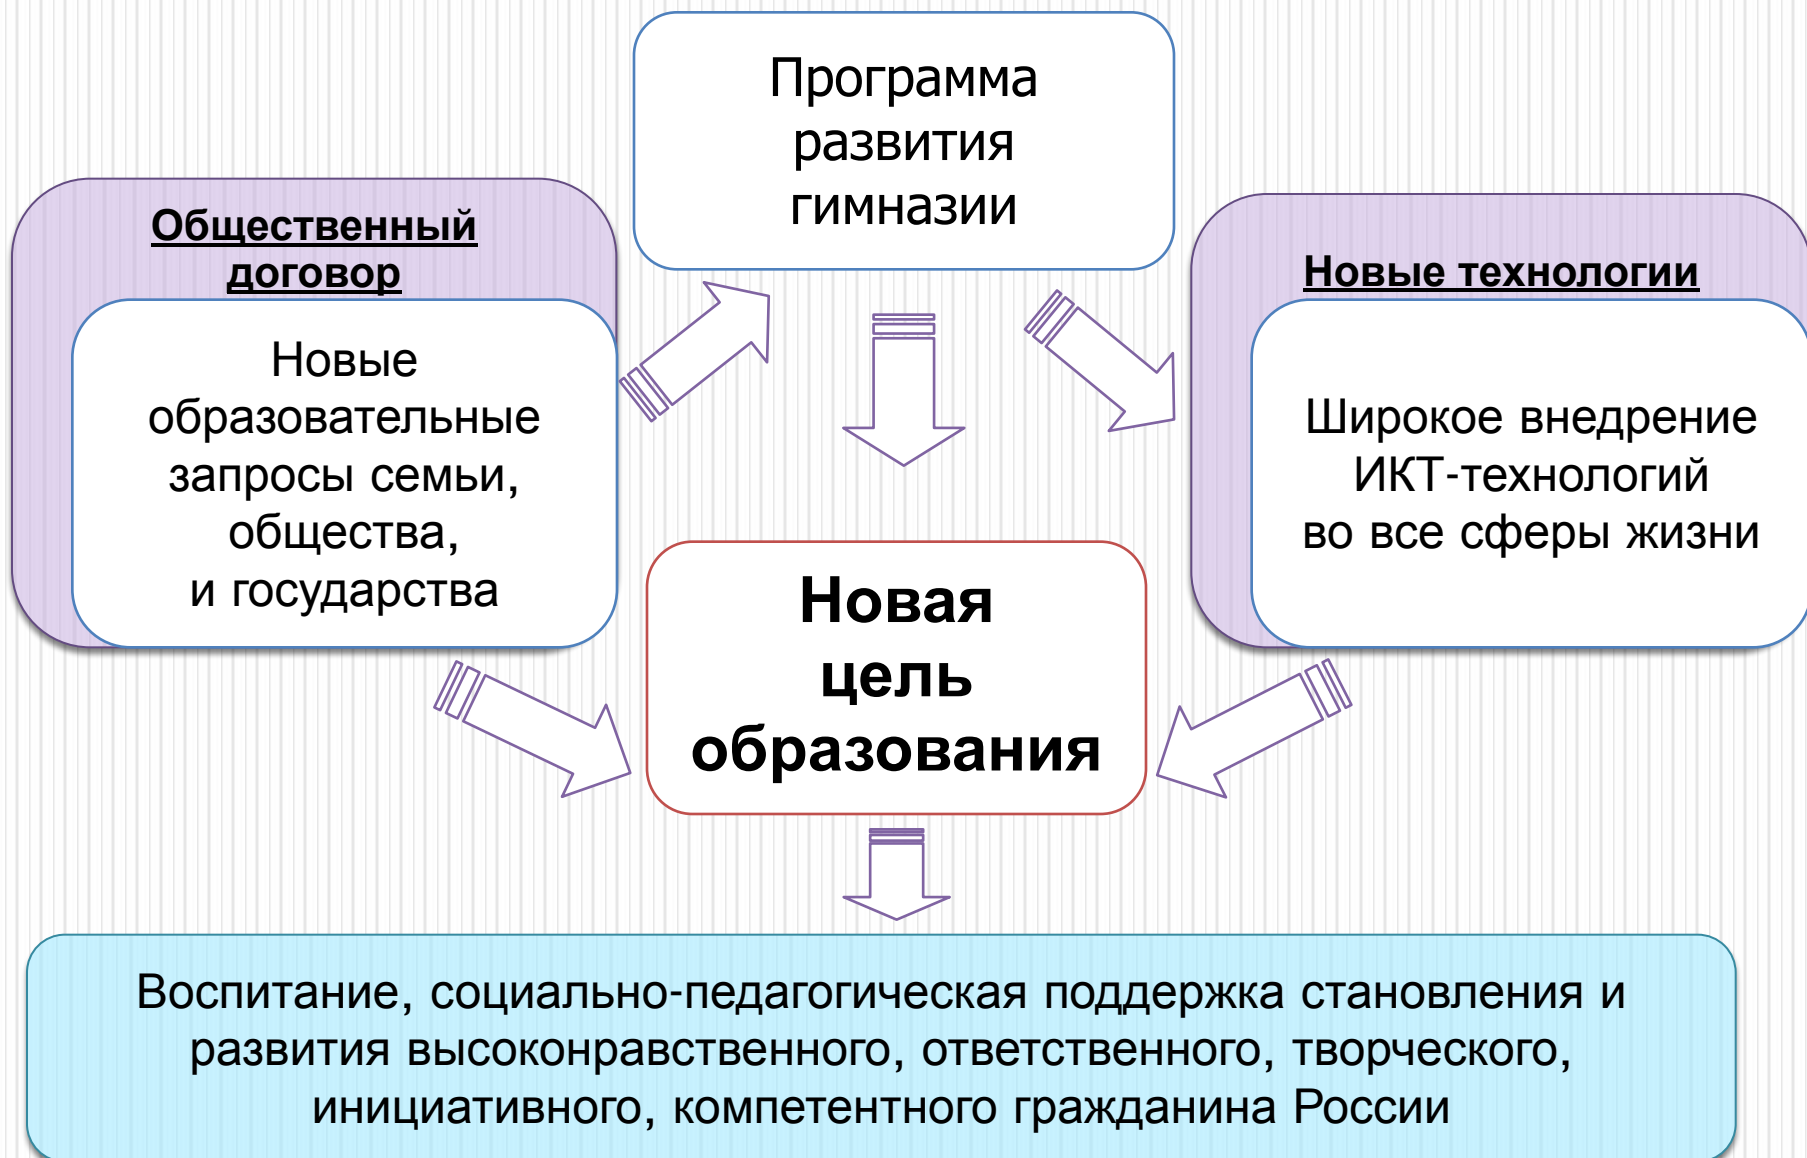 Программа
развития
гимназии
Общественный
договор
Новые
образовательные
запросы семьи,
общества,
и государства
Новые технологии
Широкое внедрение
ИКТ-технологий
во все сферы жизни
Новая
цель
образования
Воспитание, социально-педагогическая поддержка становления и
развития высоконравственного, ответственного, творческого,
инициативного, компетентного гражданина России